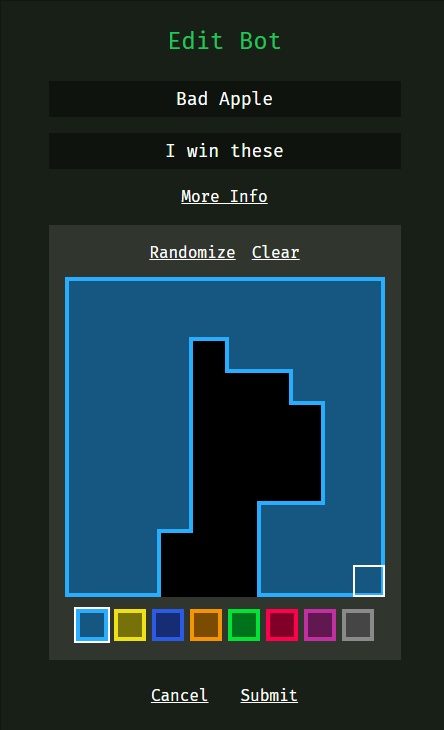 Edit Bot
Bad Apple
I win these
More Info
Randomize Clear
Cancel Submit